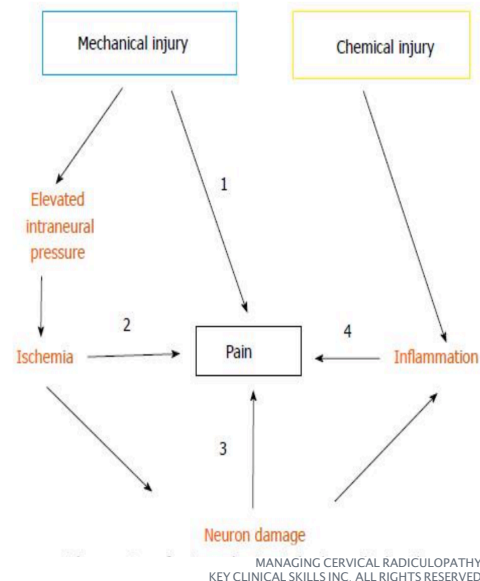 Mechanical injury
Chemical injury
1
Elevated
intraneural
pressure
2
4
Ischemia
Pain
Inflammation
3
Neuron damage
MANAGING CERVICAL RADICULOPATHY
KEY CLINICAL SKILLS INC. ALL RIGHTS RESERVED